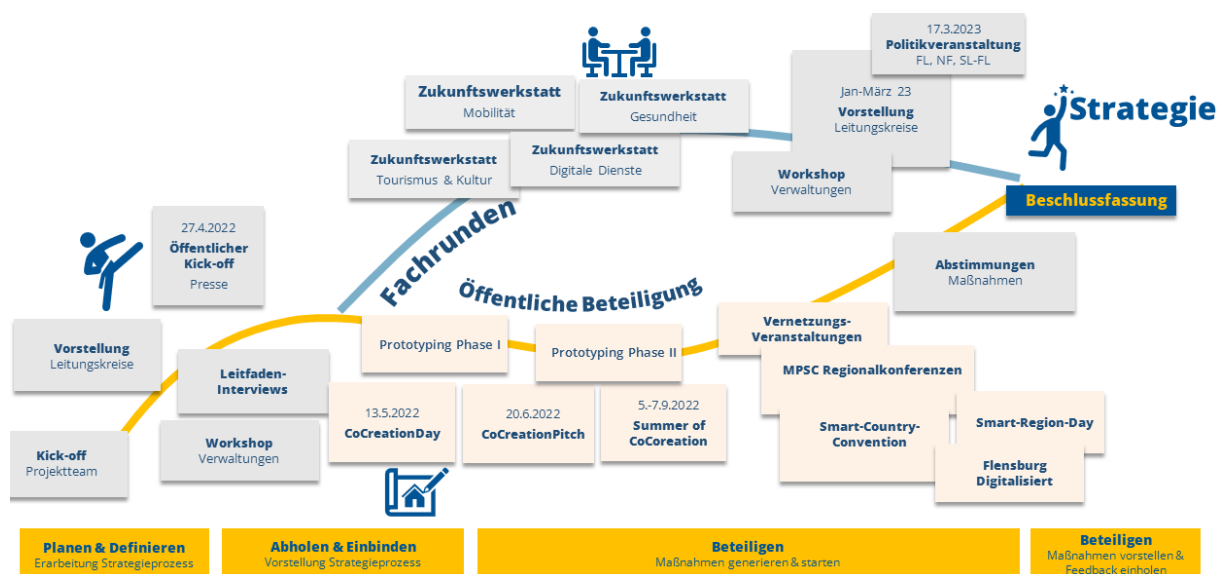 17.3.2023
Politikveranstaltung
FL, NF, SL-FL
Jan-März 23
Vorstellung
Leitungskreise
Strategie
Zukunftswerkstatt
Mobilität
Zukunftswerkstatt
Gesundheit
Zukunftswerkstatt
Tourismus & Kultur
Zukunftswerkstatt
Digitale Dienste
Workshop
Verwaltungen
Beschlussfassung
27.4.2022
Öffentlicher
Kick-off
Presse
Fachrunden
Öffentliche Beteiligung
Abstimmungen
Maßnahmen
Vorstellung
Leitungskreise
Leitfaden-
Interviews
Prototyping Phase I
Prototyping Phase II
Vernetzungs-
Veranstaltungen
MPSC Regionalkonferenzen
Kick-off
Projektteam
Workshop
Verwaltungen
13.5.2022
CoCreationDay
20.6.2022
CoCreationPitch
5.-7.9.2022
Summer of
CoCoreation
Smart-Country-
Convention
Smart-Region-Day
Flensburg
Digitalisiert
Planen & Definieren
Erarbeitung Strategieprozess
Abholen & Einbinden
Vorstellung Strategieprozess
Beteiligen
Maßnahmen generieren & starten
Beteiligen
Maßnahmen vorstellen &
Feedback einholen